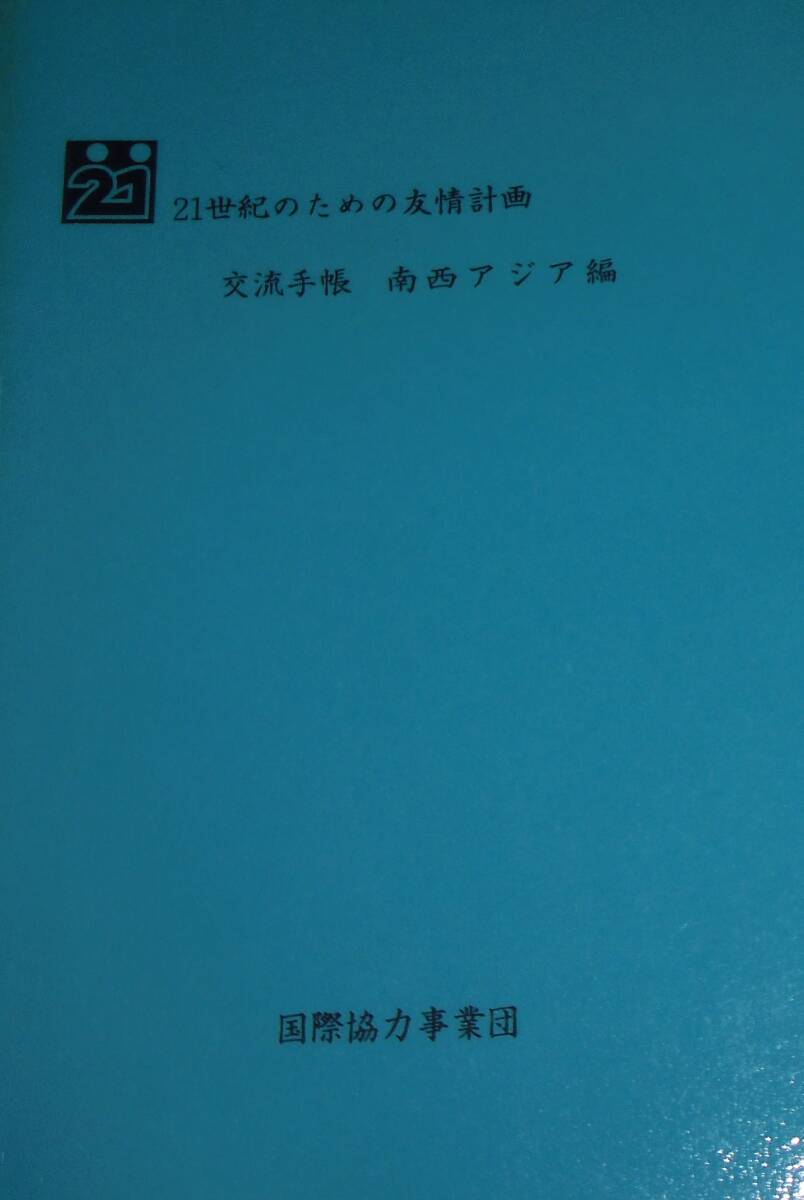 21
21世紀のための友情計画
交流手帳 南西アジア編
国際協力事業団